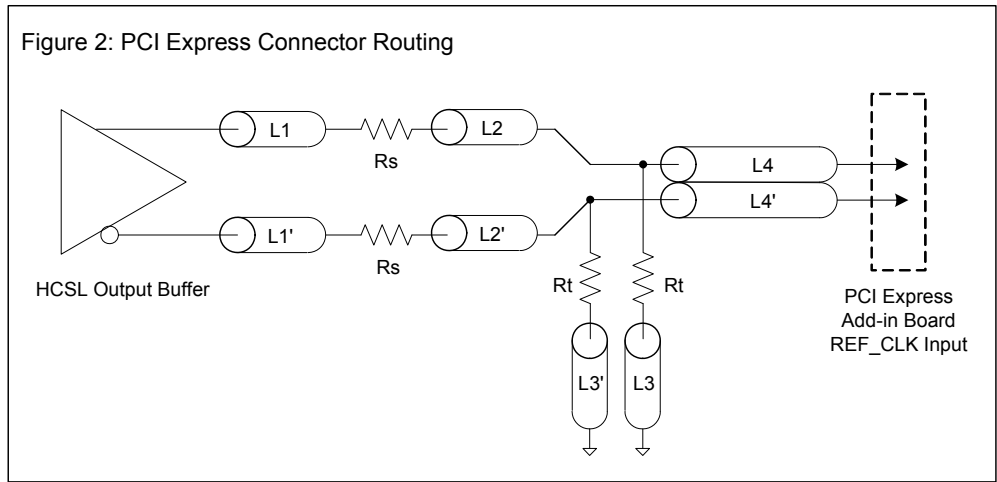 Figure 2: PCI Express Connector Routing
L1
L2
Rs
L4
L4'
L1'
L2'
Rs
HCSL Output Buffer
Rt
Rt
L3'
L3
PCI Express
Add-in Board
REF_CLK Input